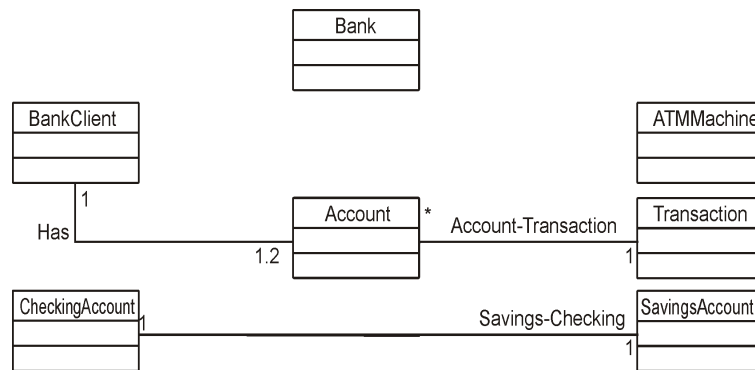 Bank
BankClient
ATMMachine
1
Has
1.2
Account
*
Account-Transaction
1
Transaction
CheckingAccount
1
Savings-Checking
1
SavingsAccount